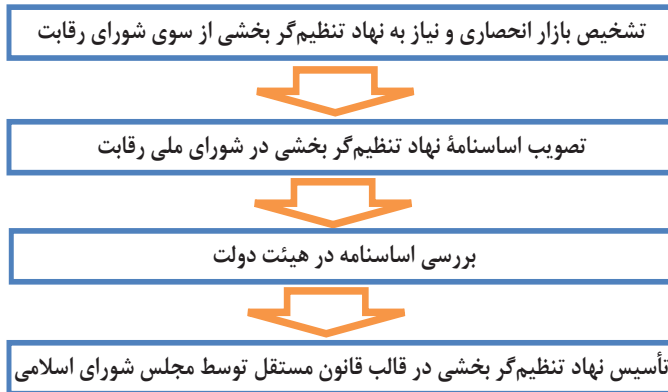 تشخیص بازار انحصاری و نیاز به نهاد تنظیم‌گر بخشی از سوی شورای رقابت
تصویب اساسنامهٔ نهاد تنظیم‌گر بخشی در شورای ملی رقابت
بررسی اساسنامه در هیئت دولت
تأسیس نهاد تنظیم‌گر بخشی در قالب قانون مستقل توسط مجلس شورای اسلامی